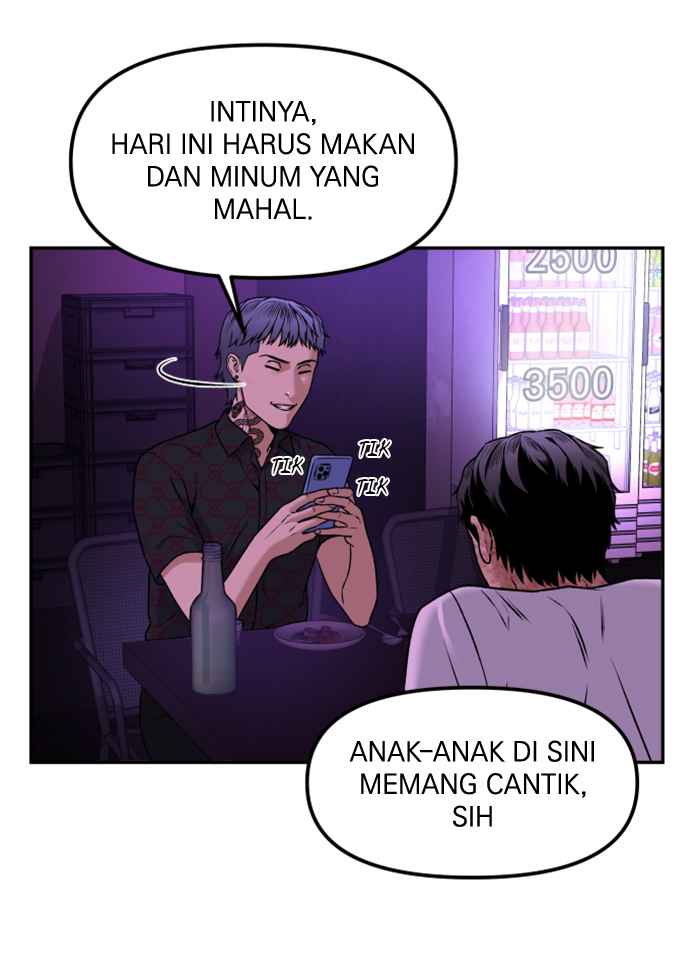 INTINYA,
HARI INI HARUS MAKAN
DAN MINUM YANG
MAHAL.
2500
3500
TIK
TIK
TIK
ANAK-ANAK DI SINI
MEMANG CANTIK,
SIH